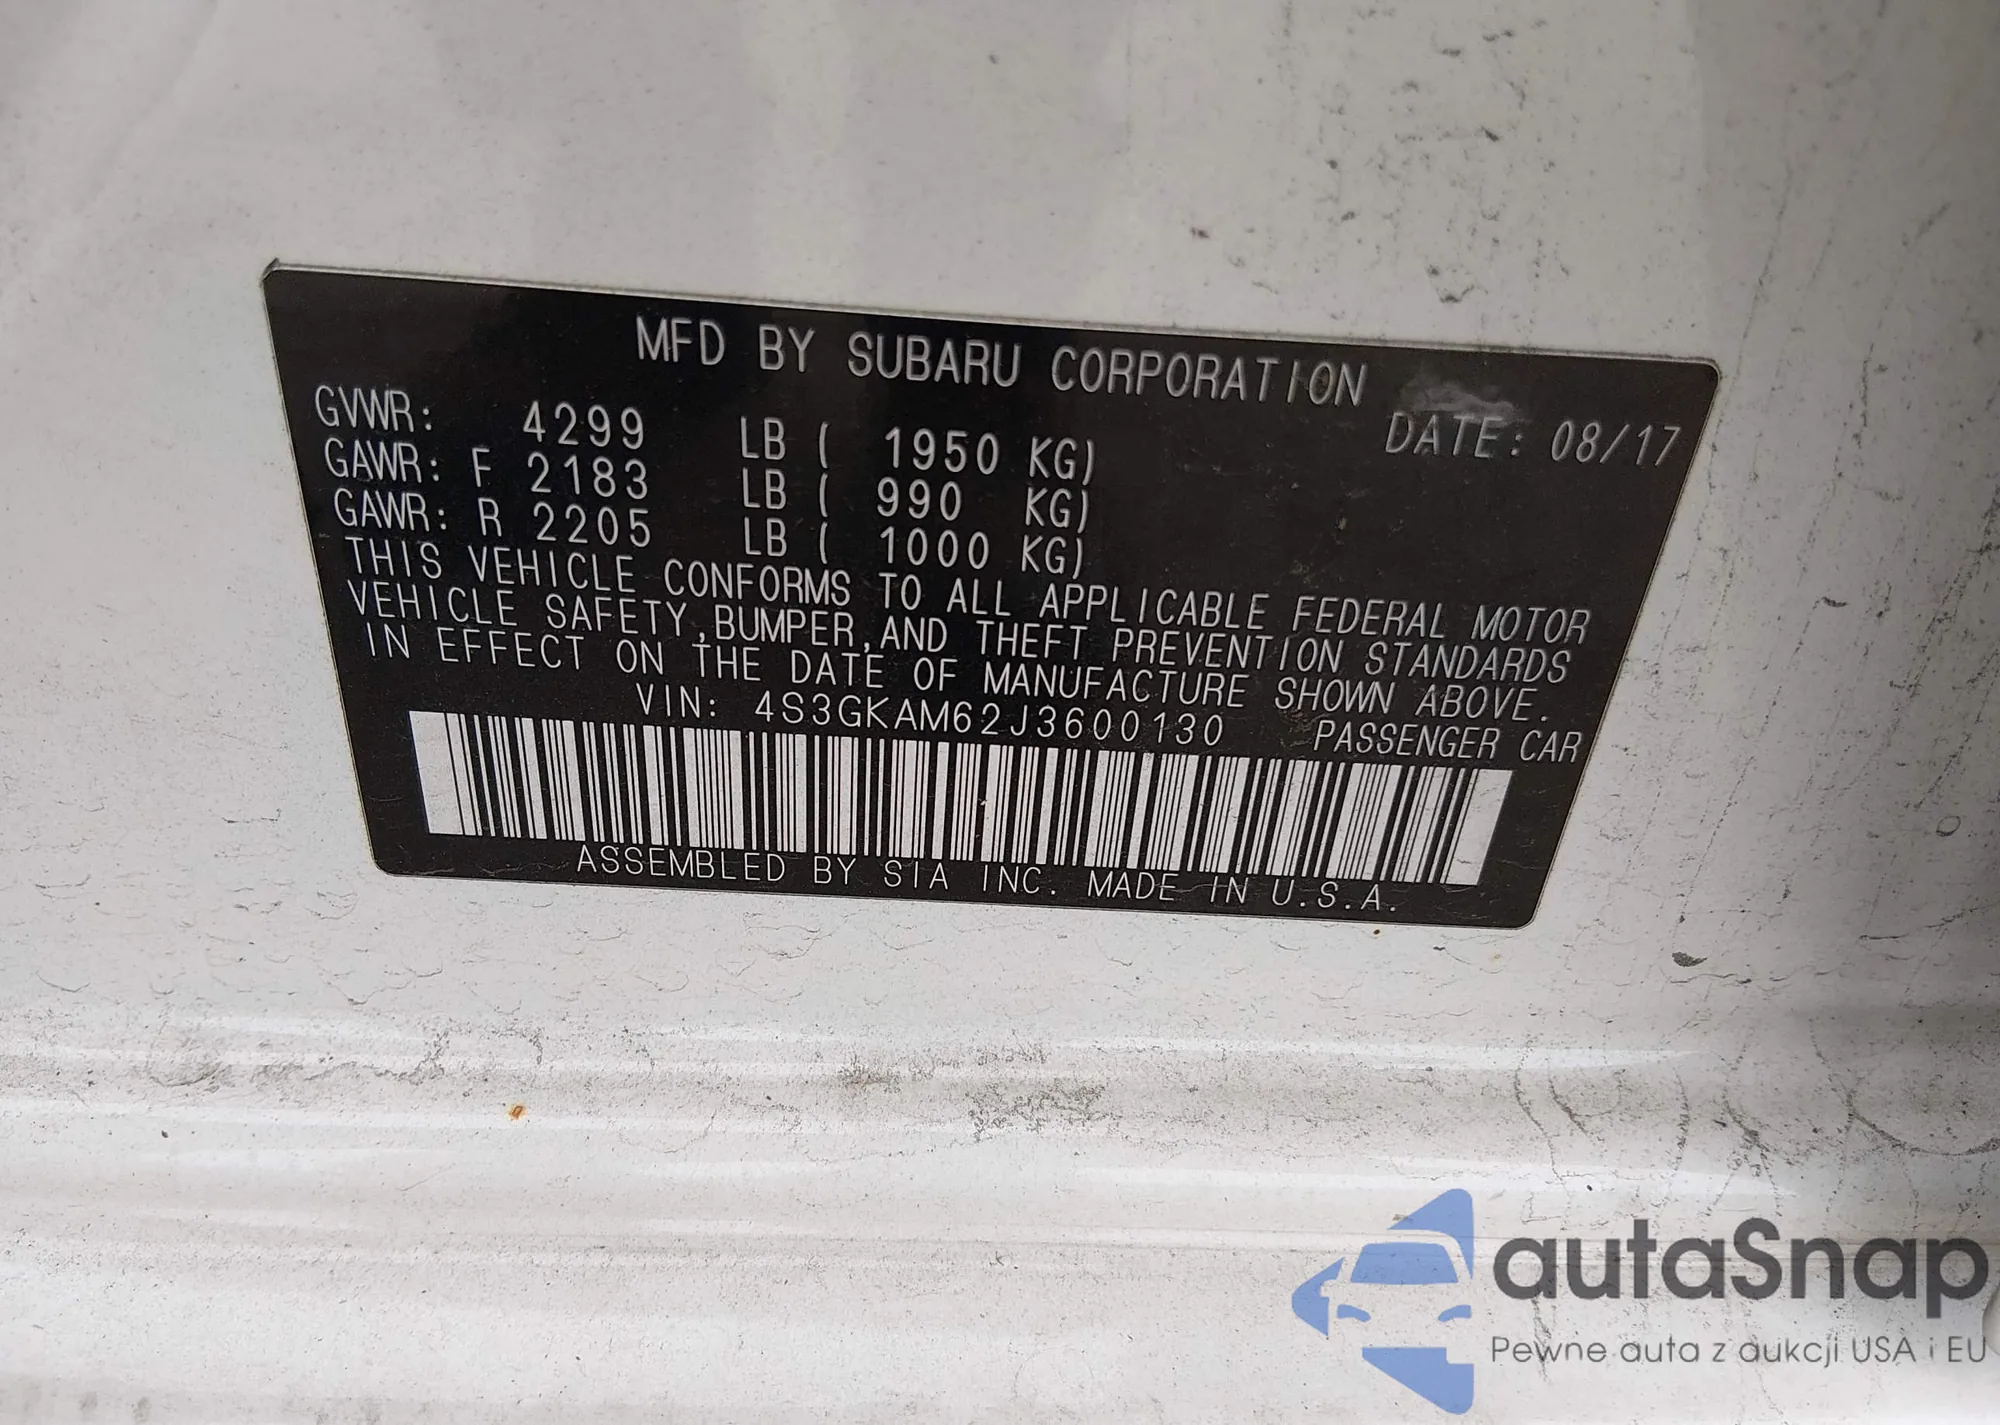 MFD BY SUBARU CORPORATION
GVWR: 4299 LB ( 1950 KG) DATE: 08/17
GAWR: F 2183 LB ( 990 KG)
GAWR: R 2205 LB ( 1000 KG)
THIS VEHICLE CONFORMS TO ALL APPLICABLE FEDERAL MOTOR
VEHICLE SAFETY,BUMPER,AND THEFT PREVENTION STANDARDS
IN EFFECT ON THE DATE OF MANUFACTURE SHOWN ABOVE.
VIN: 4S3GKAM62J3600130 PASSENGER CAR
ASSEMBLED BY SIA INC. MADE IN U.S.A.
autaSnap
Pewne auta z aukcji USA i EU